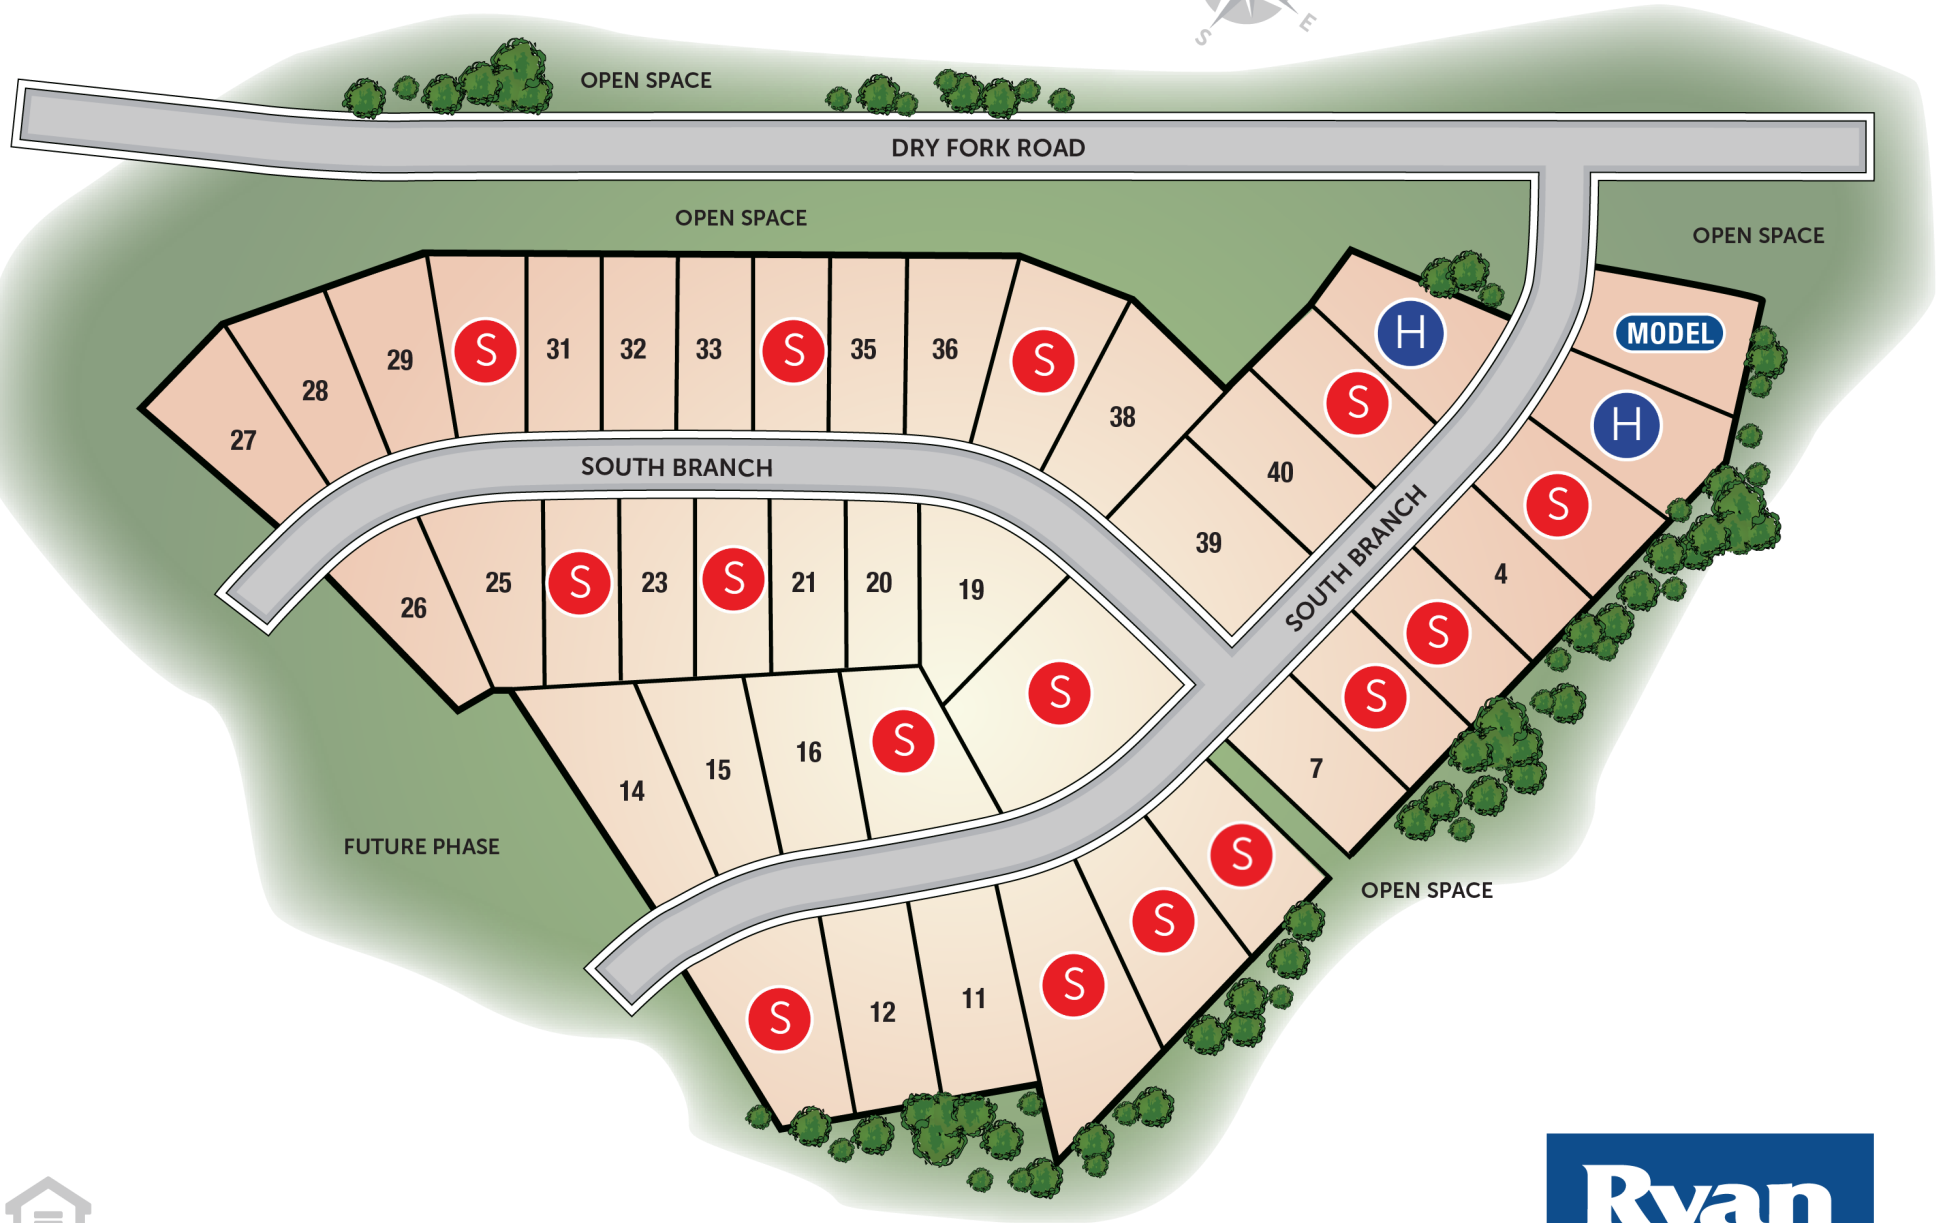 S
E
OPEN SPACE
DRY FORK ROAD
OPEN SPACE
OPEN SPACE
H
MODEL
27
28
29
S
31
32
33
S
35
36
S
38
S
H
40
S
39
4
SOUTH BRANCH
SOUTH BRANCH
26
25
S
23
S
21
20
19
S
S
S
7
14
15
16
S
FUTURE PHASE
S
OPEN SPACE
S
S
S
12
11
Ryan